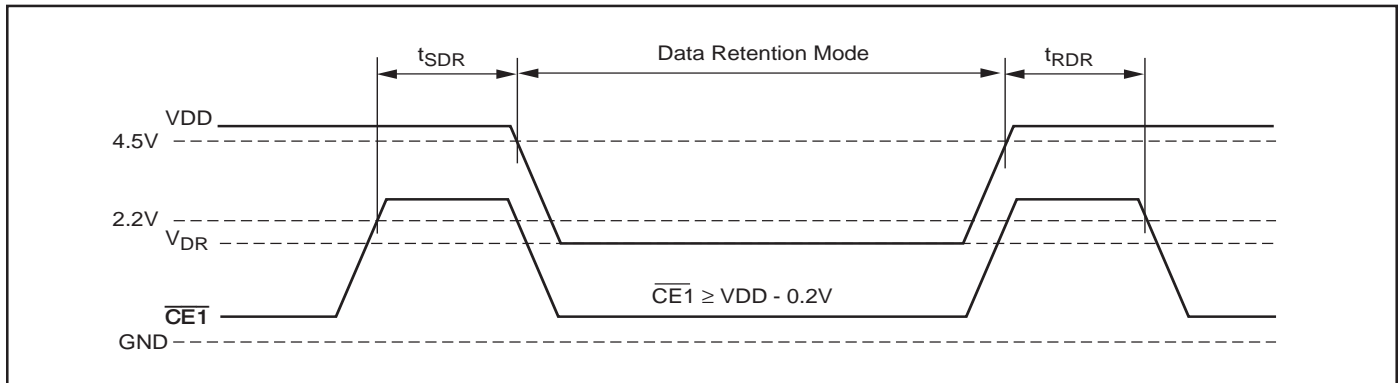 tSDR
Data Retention Mode
tRDR
VDD
4.5V
2.2V
VDR
CE1 ≥ VDD - 0.2V
CE1
GND